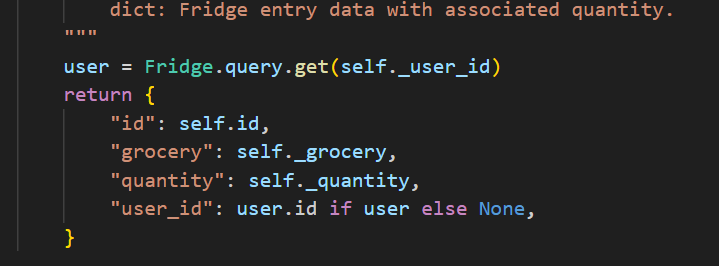 dict: Fridge entry data with associated quantity.
"""
user = Fridge.query.get(self._user_id)
return {
"id": self.id,
"grocery": self._grocery,
"quantity": self._quantity,
"user_id": user.id if user else None,
}